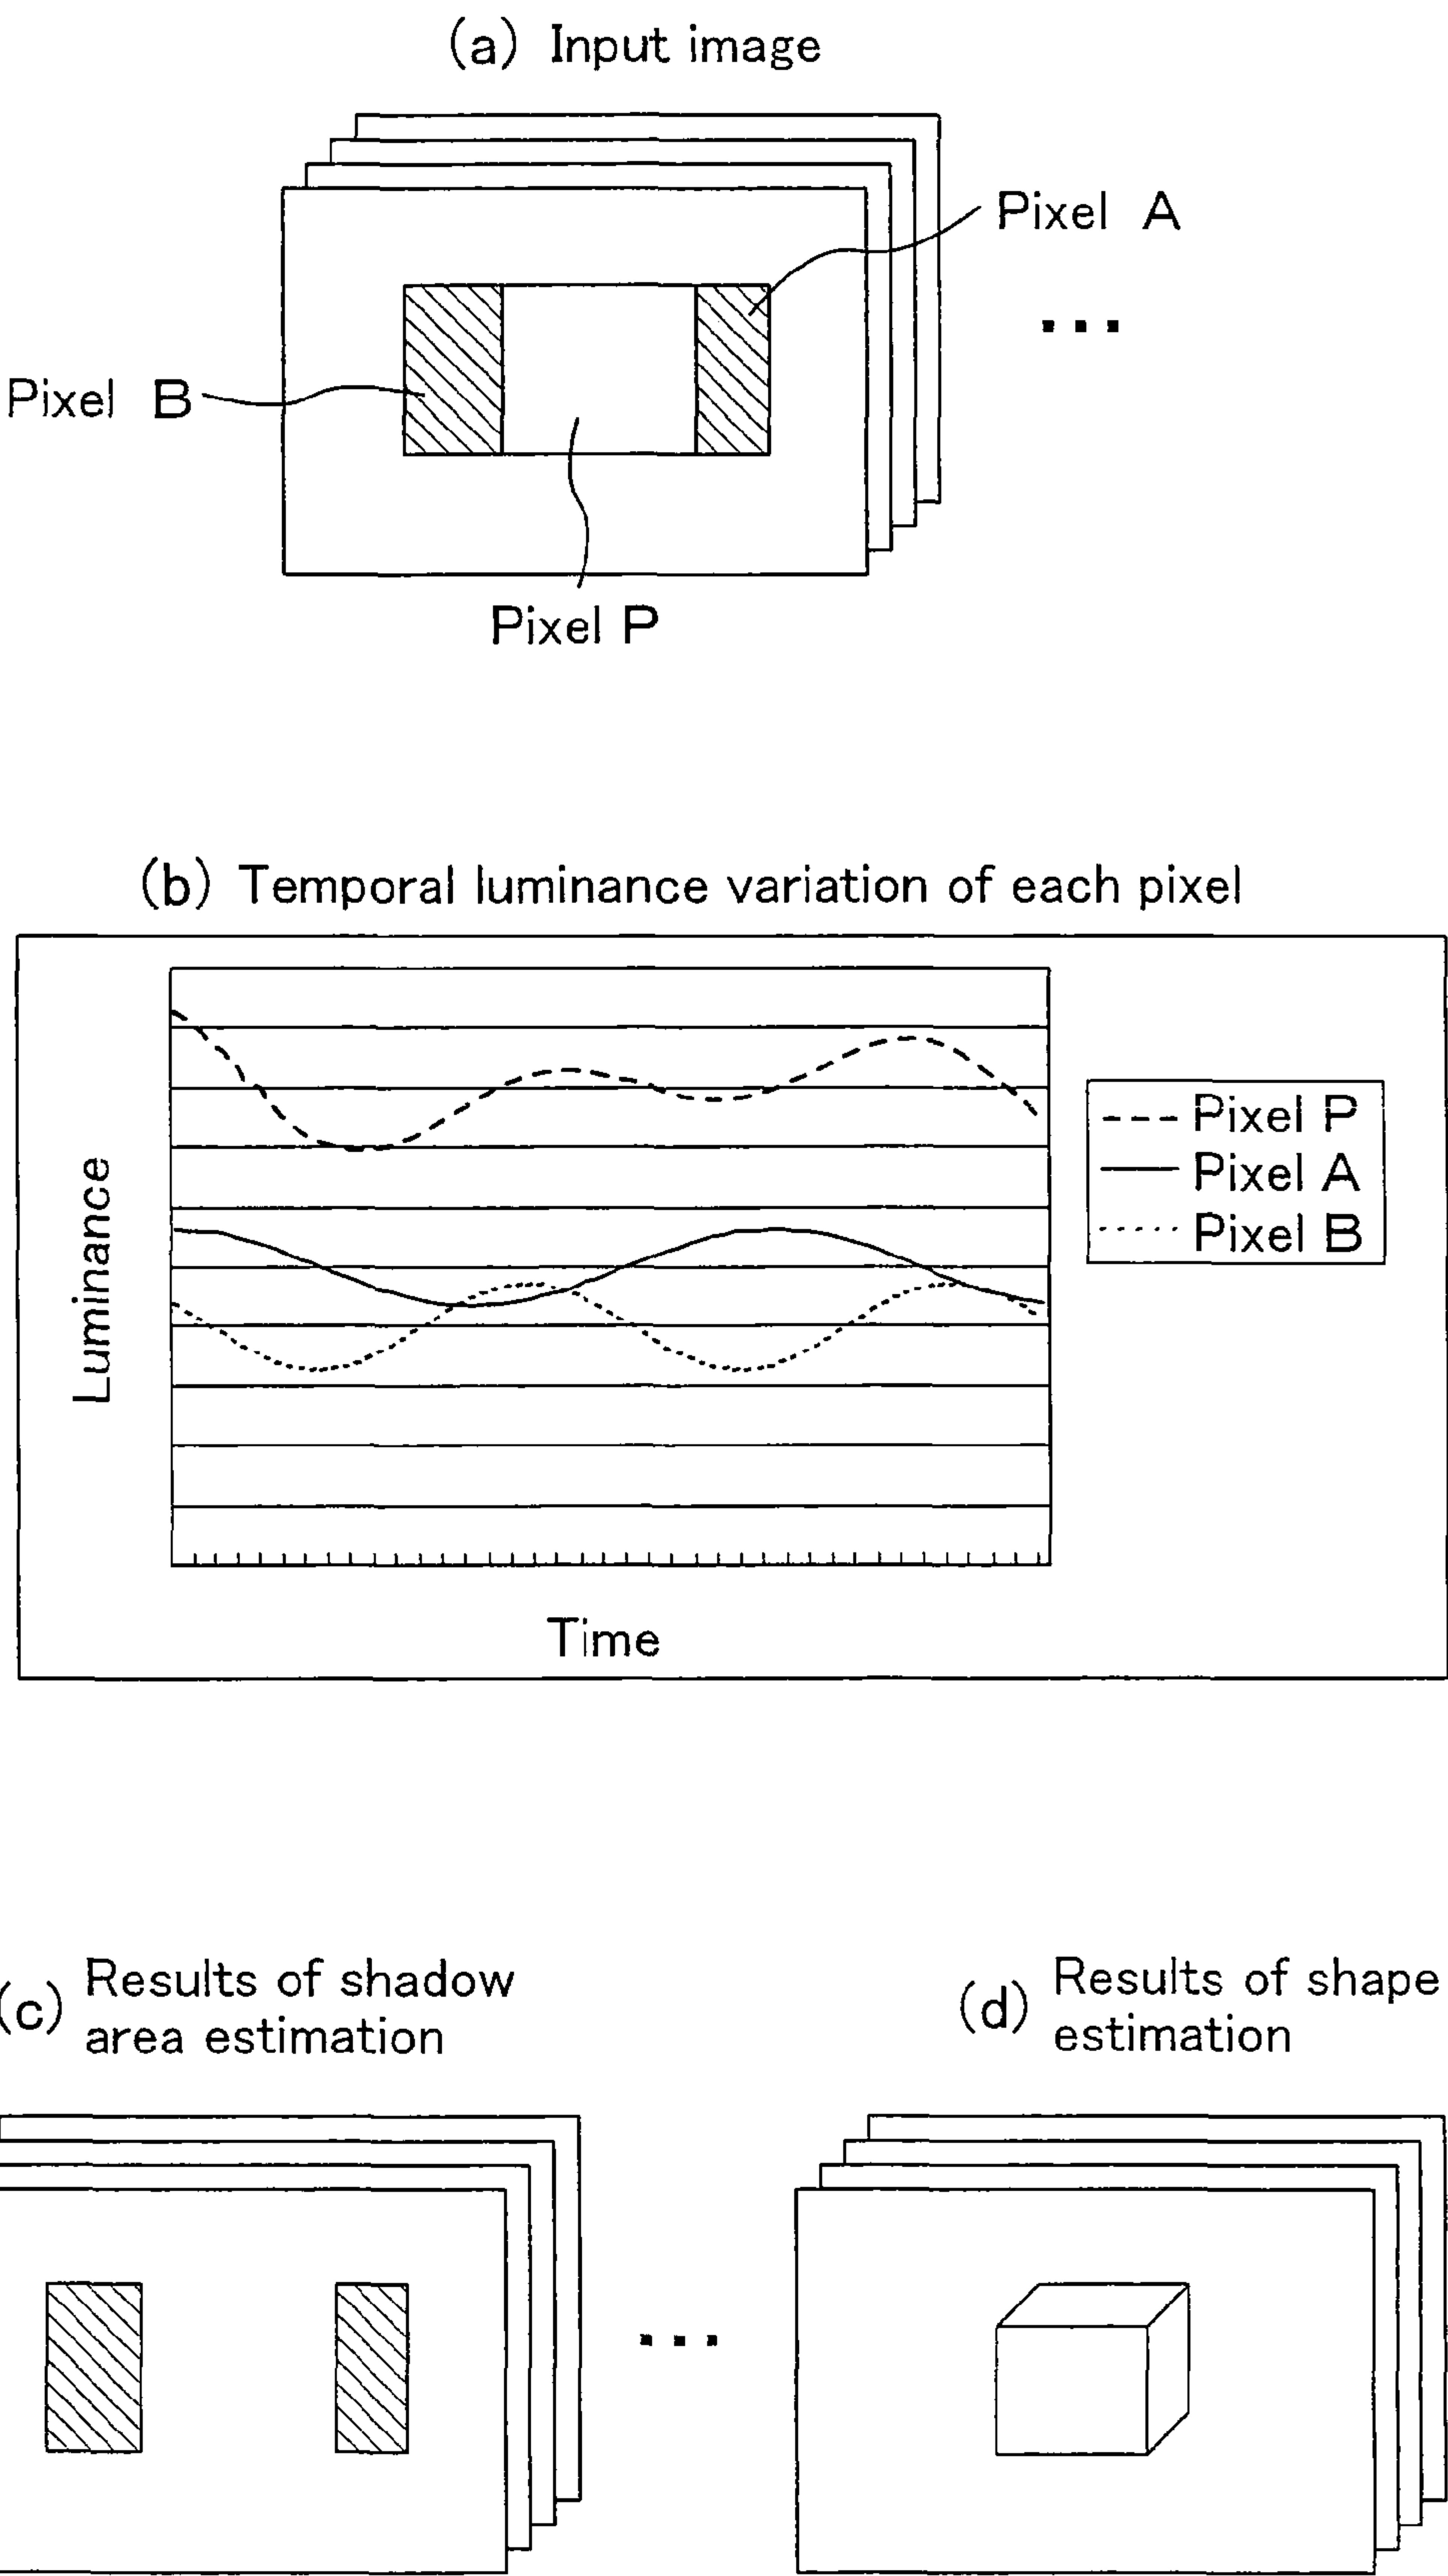 (a) Input image
Pixel A
Pixel B
Pixel P
(b) Temporal luminance variation of each pixel
Luminance
Pixel P
Pixel A
Pixel B
Time
(c) Results of shadow
area estimation
(d) Results of shape
estimation